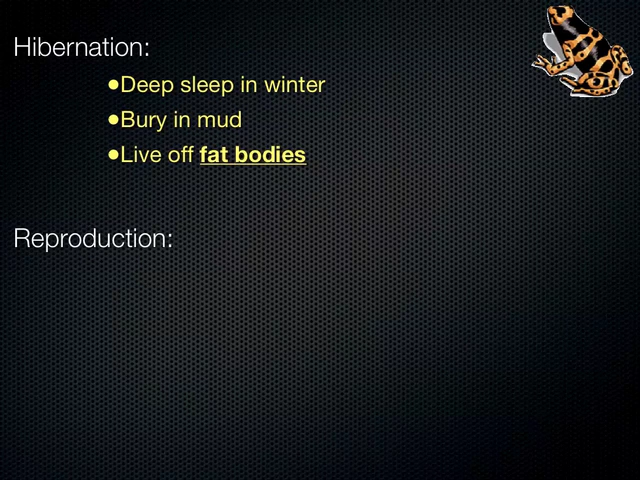 Hibernation:
•Deep sleep in winter
•Bury in mud
•Live off fat bodies
Reproduction: